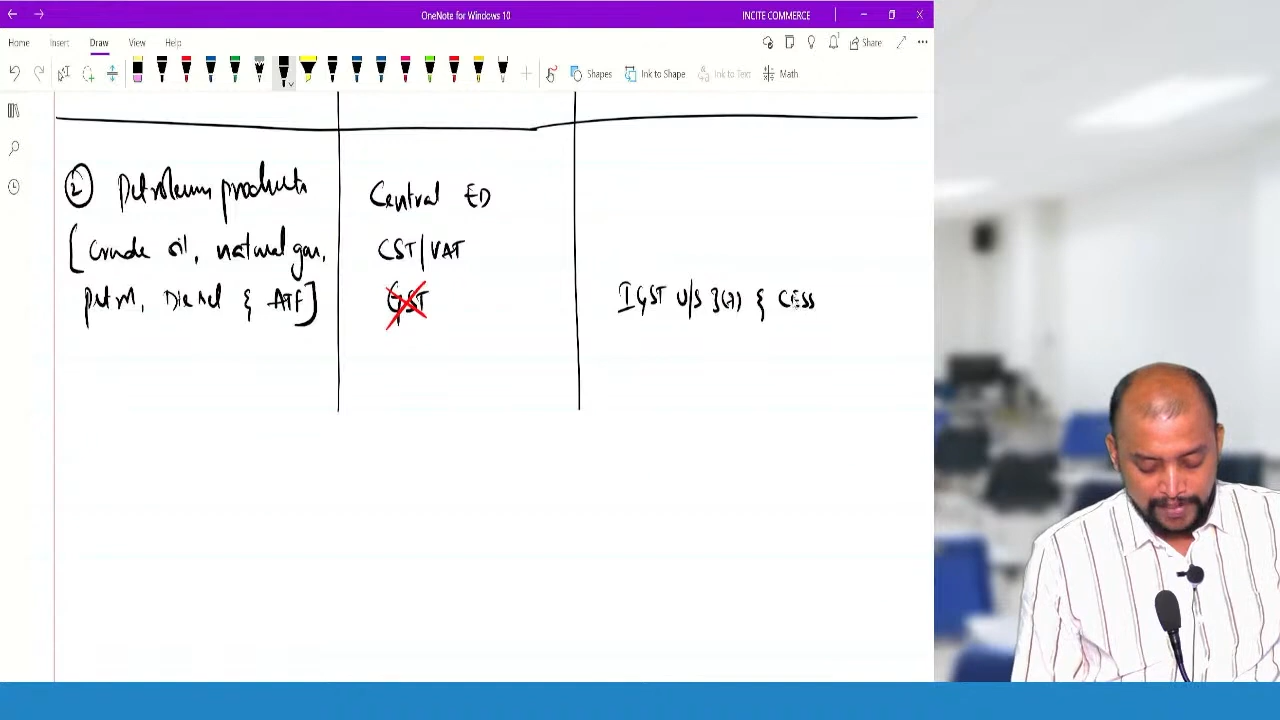 OneNote for Windows 10
INCITE COMMERCE
Home Insert Draw View Help
Share
Shapes Ink to Shape Ink to Text Math
② Petroleum products
[Crude oil, natural gas,
petrol, Diesel & ATF]
Central ED
CST/VAT
GST
IGST U/S 3(7) & CESS